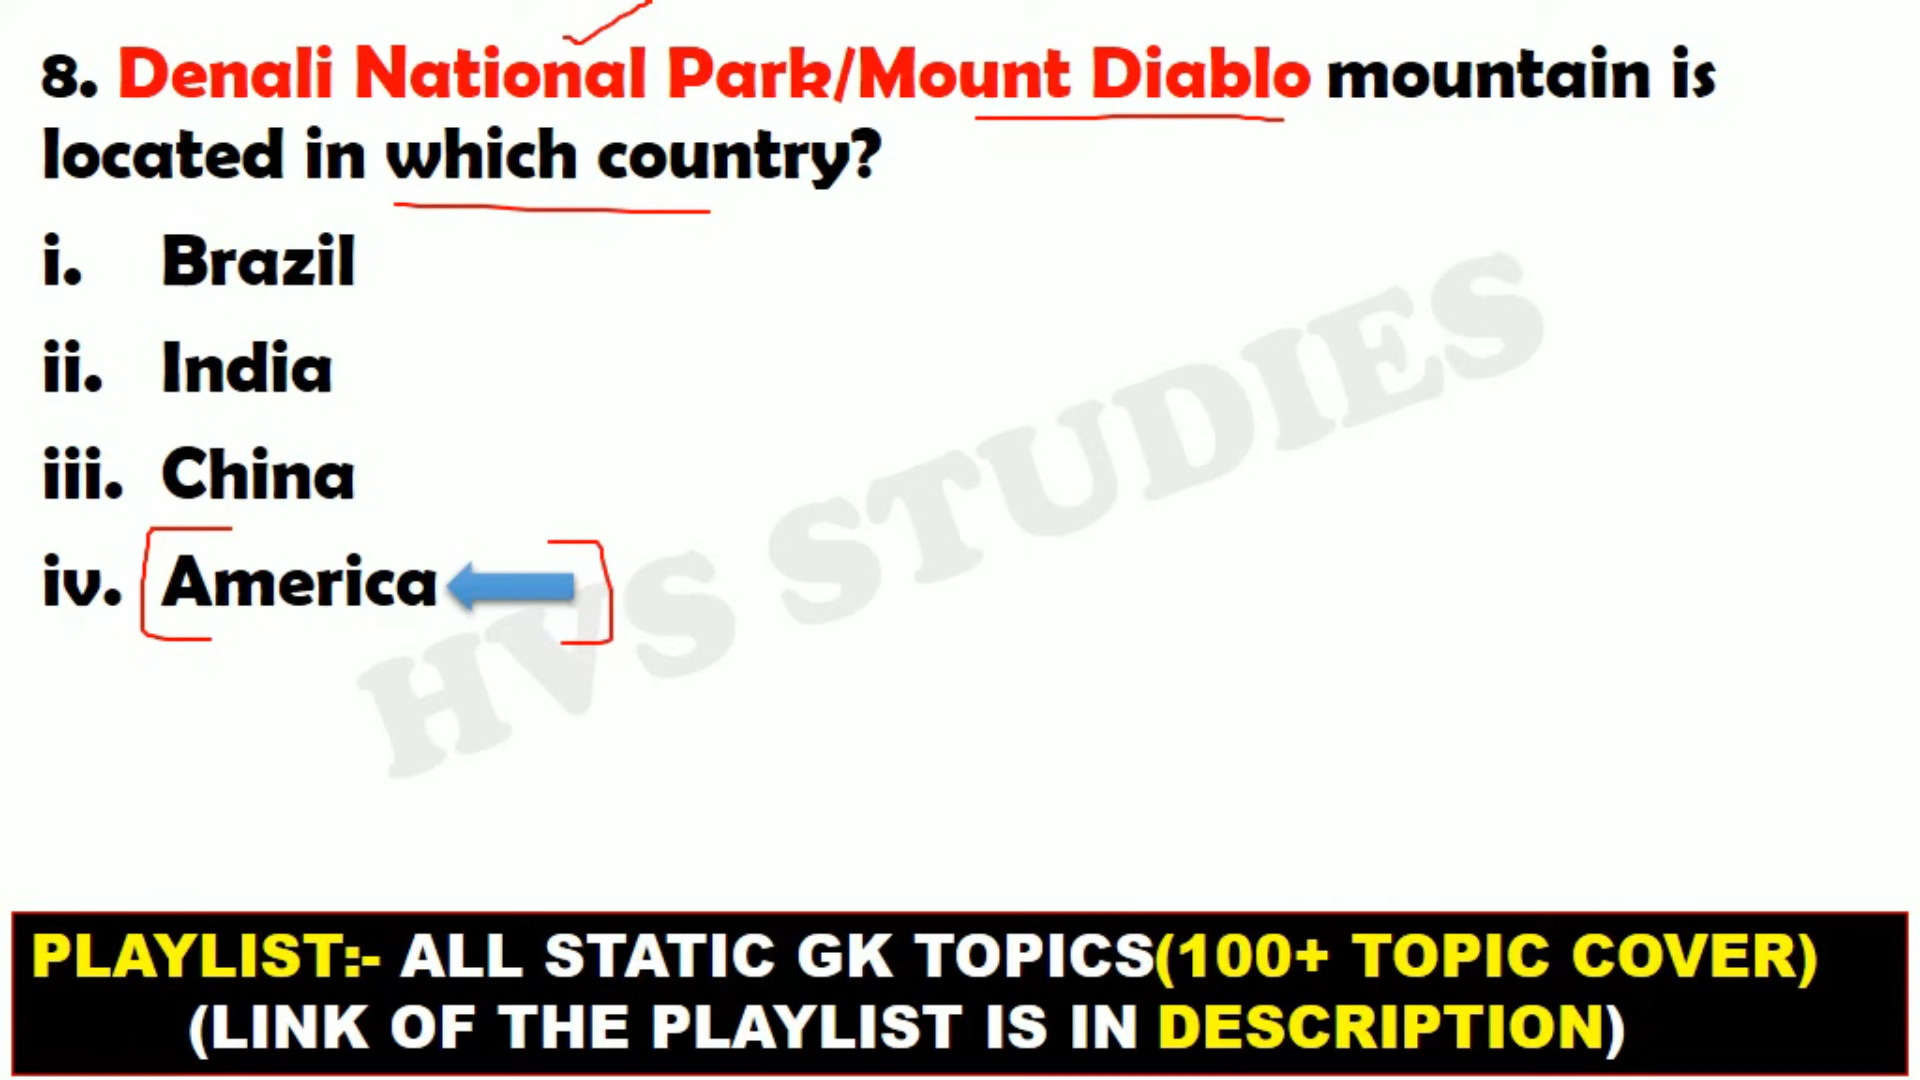 8. Denali National Park/Mount Diablo mountain is
located in which country?
i. Brazil
ii. India
iii. China
iv. America
HVS STUDIES
PLAYLIST:- ALL STATIC GK TOPICS(100+ TOPIC COVER)
(LINK OF THE PLAYLIST IS IN DESCRIPTION)